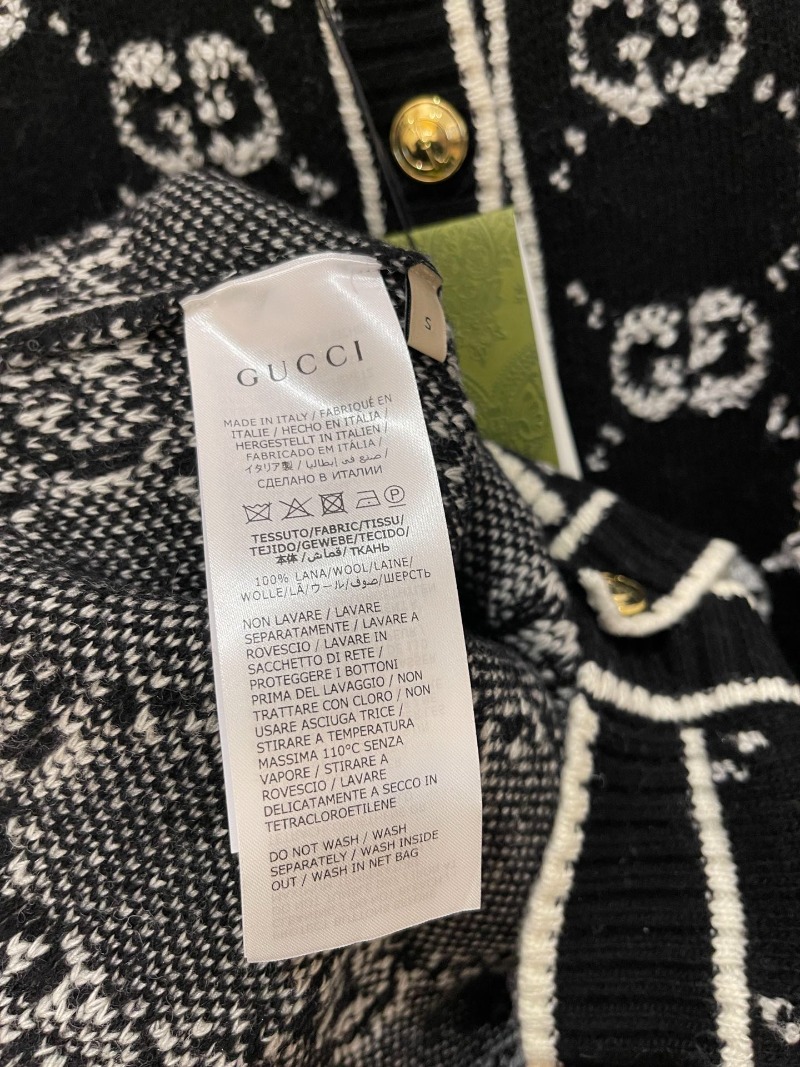 GUCCI
S
MADE IN ITALY / FABRIQUÉ EN
ITALIE / HECHO EN ITALIA /
HERGESTELLT IN ITALIEN /
FABRICADO EM ITÁLIA /
イタリア製 / صنع في إيطاليا /
СДЕЛАНО В ИТАЛИИ
P
TESSUTO/FABRIC/TISSU/
TEJIDO/GEWEBE/TECIDO/
本体 / قماش / ТКАНЬ
100% LANA/WOOL/LAINE/
WOLLE/LÃ/ウール/صوف/ШЕРСТЬ
NON LAVARE / LAVARE
SEPARATAMENTE / LAVARE A
ROVESCIO / LAVARE IN
SACCHETTO DI RETE /
PROTEGGERE I BOTTONI
PRIMA DEL LAVAGGIO / NON
TRATTARE CON CLORO / NON
USARE ASCIUGA TRICE /
STIRARE A TEMPERATURA
MASSIMA 110°C SENZA
VAPORE / STIRARE A
ROVESCIO / LAVARE
DELICATAMENTE A SECCO IN
TETRACLOROETILENE
DO NOT WASH / WASH
SEPARATELY / WASH INSIDE
OUT / WASH IN NET BAG